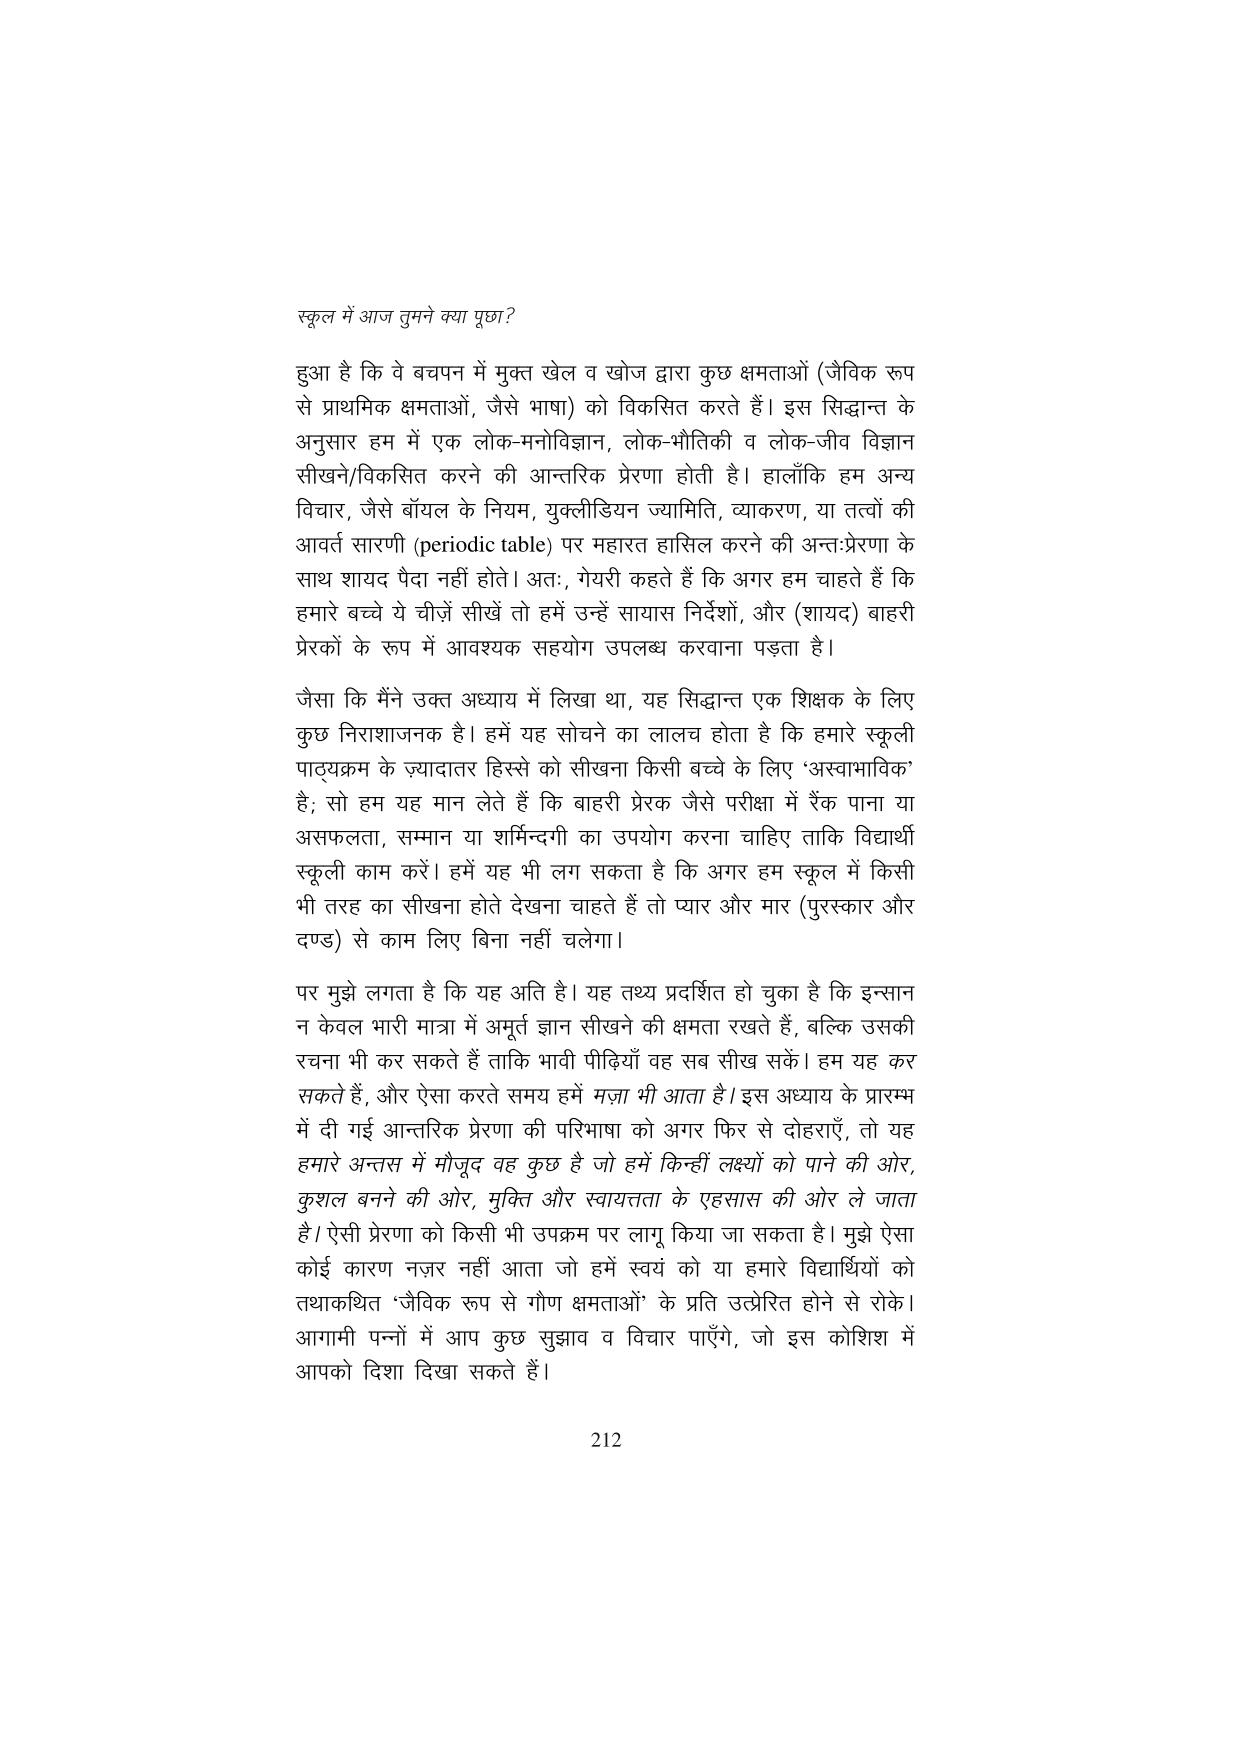 स्कूल में आज तुमने क्या पूछा?
हुआ है कि वे बचपन में मुक्त खेल व खोज द्वारा कुछ क्षमताओं (जैविक रूप
से प्राथमिक क्षमताओं, जैसे भाषा) को विकसित करते हैं। इस सिद्धान्त के
अनुसार हम में एक लोक-मनोविज्ञान, लोक-भौतिकी व लोक-जीव विज्ञान
सीखने/विकसित करने की आन्तरिक प्रेरणा होती है। हालाँकि हम अन्य
विचार, जैसे बॉयल के नियम, युक्लीडियन ज्यामिति, व्याकरण, या तत्वों की
आवर्त सारणी (periodic table) पर महारत हासिल करने की अन्तःप्रेरणा के
साथ शायद पैदा नहीं होते। अतः, गेयरी कहते हैं कि अगर हम चाहते हैं कि
हमारे बच्चे ये चीज़ें सीखें तो हमें उन्हें सायास निर्देशों, और (शायद) बाहरी
प्रेरकों के रूप में आवश्यक सहयोग उपलब्ध करवाना पड़ता है।
जैसा कि मैंने उक्त अध्याय में लिखा था, यह सिद्धान्त एक शिक्षक के लिए
कुछ निराशाजनक है। हमें यह सोचने का लालच होता है कि हमारे स्कूली
पाठ्यक्रम के ज़्यादातर हिस्से को सीखना किसी बच्चे के लिए ‘अस्वाभाविक’
है; सो हम यह मान लेते हैं कि बाहरी प्रेरक जैसे परीक्षा में रैंक पाना या
असफलता, सम्मान या शर्मिन्दगी का उपयोग करना चाहिए ताकि विद्यार्थी
स्कूली काम करें। हमें यह भी लग सकता है कि अगर हम स्कूल में किसी
भी तरह का सीखना होते देखना चाहते हैं तो प्यार और मार (पुरस्कार और
दण्ड) से काम लिए बिना नहीं चलेगा।
पर मुझे लगता है कि यह अति है। यह तथ्य प्रदर्शित हो चुका है कि इन्सान
न केवल भारी मात्रा में अमूर्त ज्ञान सीखने की क्षमता रखते हैं, बल्कि उसकी
रचना भी कर सकते हैं ताकि भावी पीढ़ियाँ वह सब सीख सकें। हम यह कर
सकते हैं, और ऐसा करते समय हमें मज़ा भी आता है। इस अध्याय के प्रारम्भ
में दी गई आन्तरिक प्रेरणा की परिभाषा को अगर फिर से दोहराएँ, तो यह
हमारे अन्तस में मौजूद वह कुछ है जो हमें किन्हीं लक्ष्यों को पाने की ओर,
कुशल बनने की ओर, मुक्ति और स्वायत्तता के एहसास की ओर ले जाता
है। ऐसी प्रेरणा को किसी भी उपक्रम पर लागू किया जा सकता है। मुझे ऐसा
कोई कारण नज़र नहीं आता जो हमें स्वयं को या हमारे विद्यार्थियों को
तथाकथित ‘जैविक रूप से गौण क्षमताओं’ के प्रति उत्प्रेरित होने से रोके।
आगामी पन्नों में आप कुछ सुझाव व विचार पाएँगे, जो इस कोशिश में
आपको दिशा दिखा सकते हैं।
212